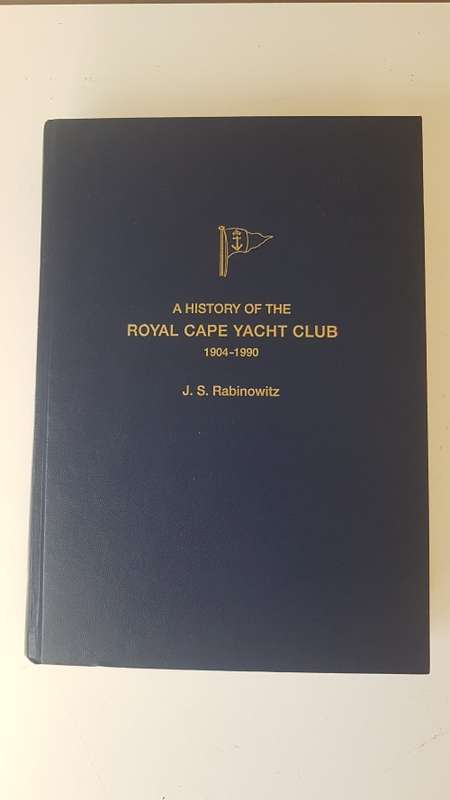 A HISTORY OF THE
ROYAL CAPE YACHT CLUB
1904-1990
J. S. Rabinowitz